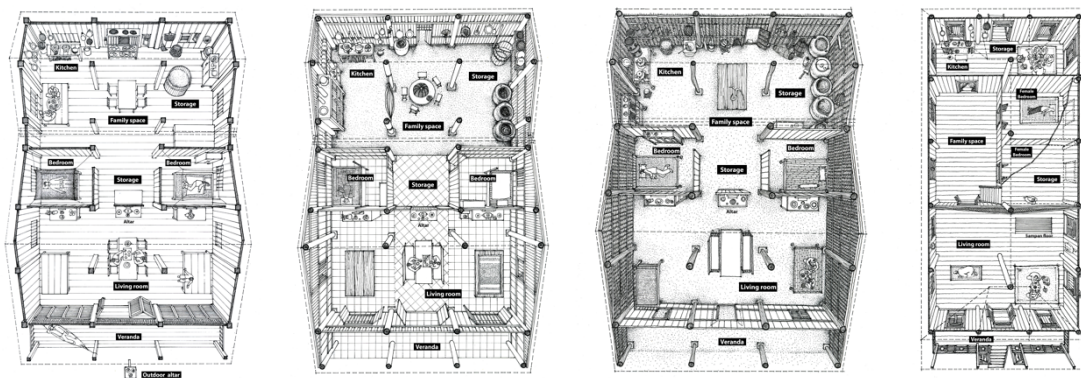 Kitchen
Storage
Family space
Bedroom
Bedroom
Storage
Altar
Living room
Veranda
Outdoor altar
Kitchen
Storage
Family space
Bedroom
Storage
Bedroom
Altar
Living room
Veranda
Kitchen
Storage
Family space
Bedroom
Bedroom
Storage
Altar
Living room
Veranda
Storage
Kitchen
Female
Bedroom
Family space
Female
Bedroom
Storage
Sampan floor
Living room
Veranda